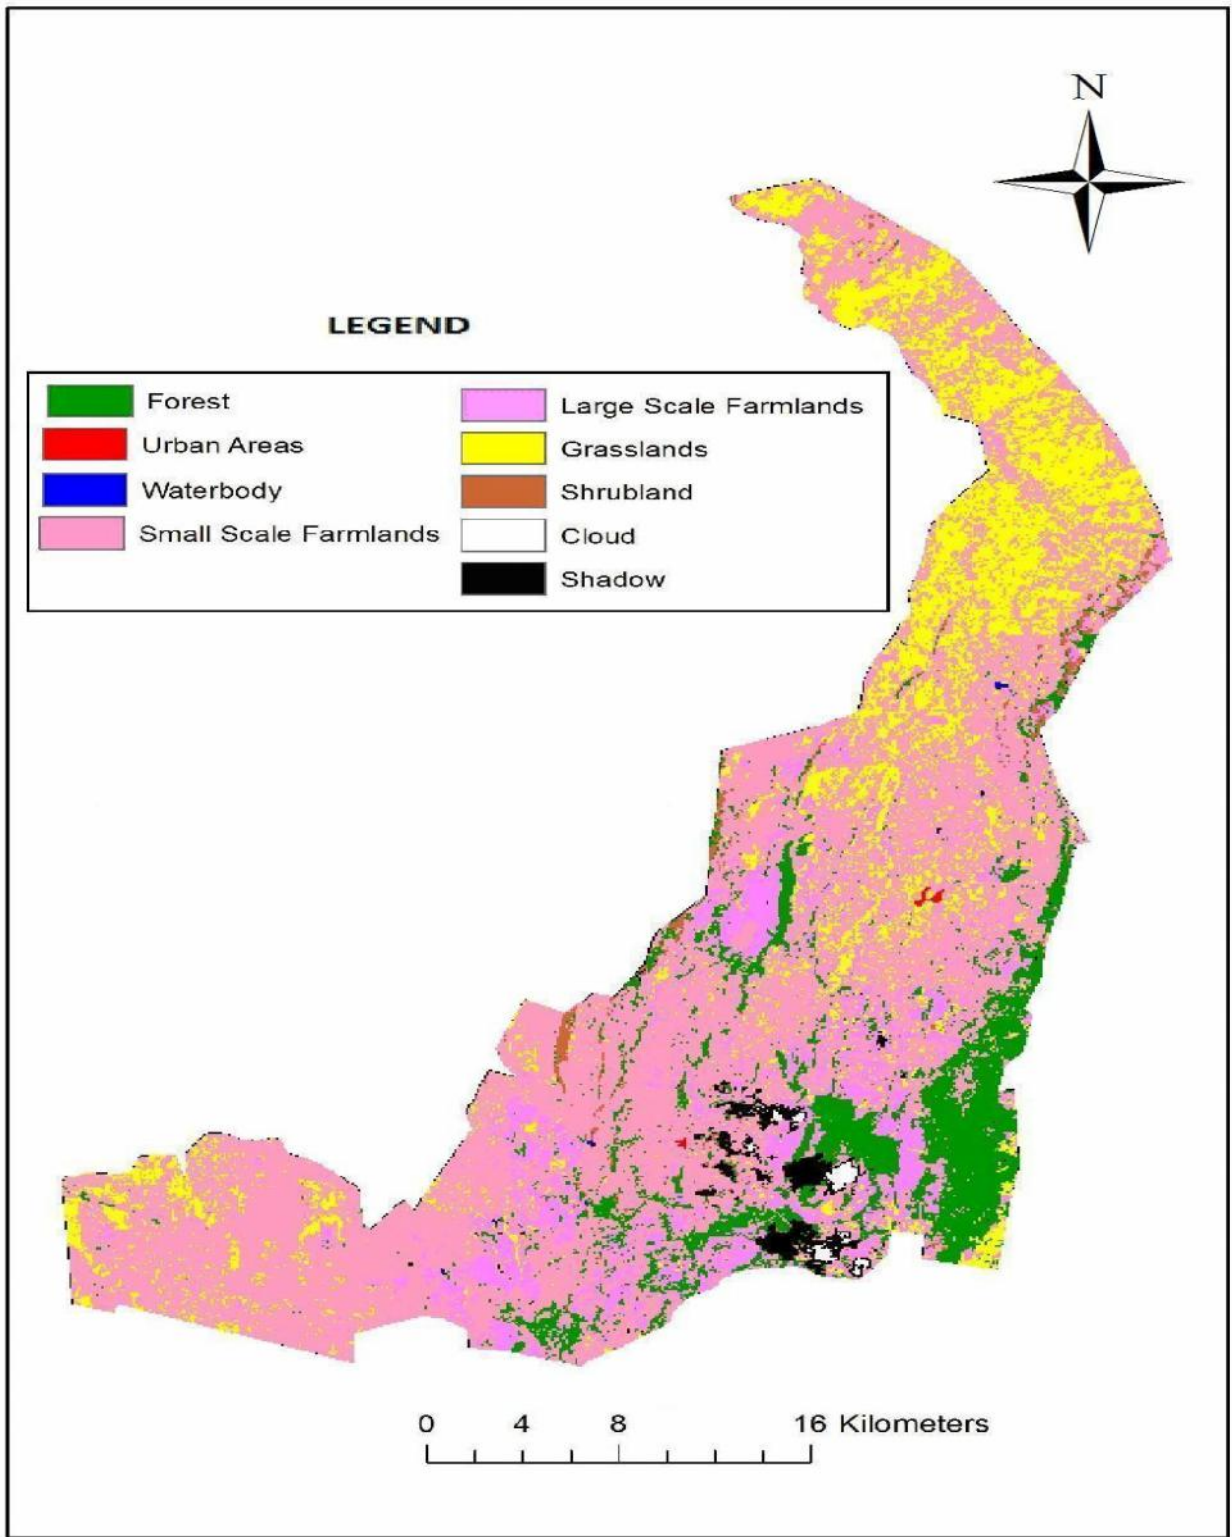 N
LEGEND
Forest
Urban Areas
Waterbody
Small Scale Farmlands
Large Scale Farmlands
Grasslands
Shrubland
Cloud
Shadow
0 4 8 16 Kilometers